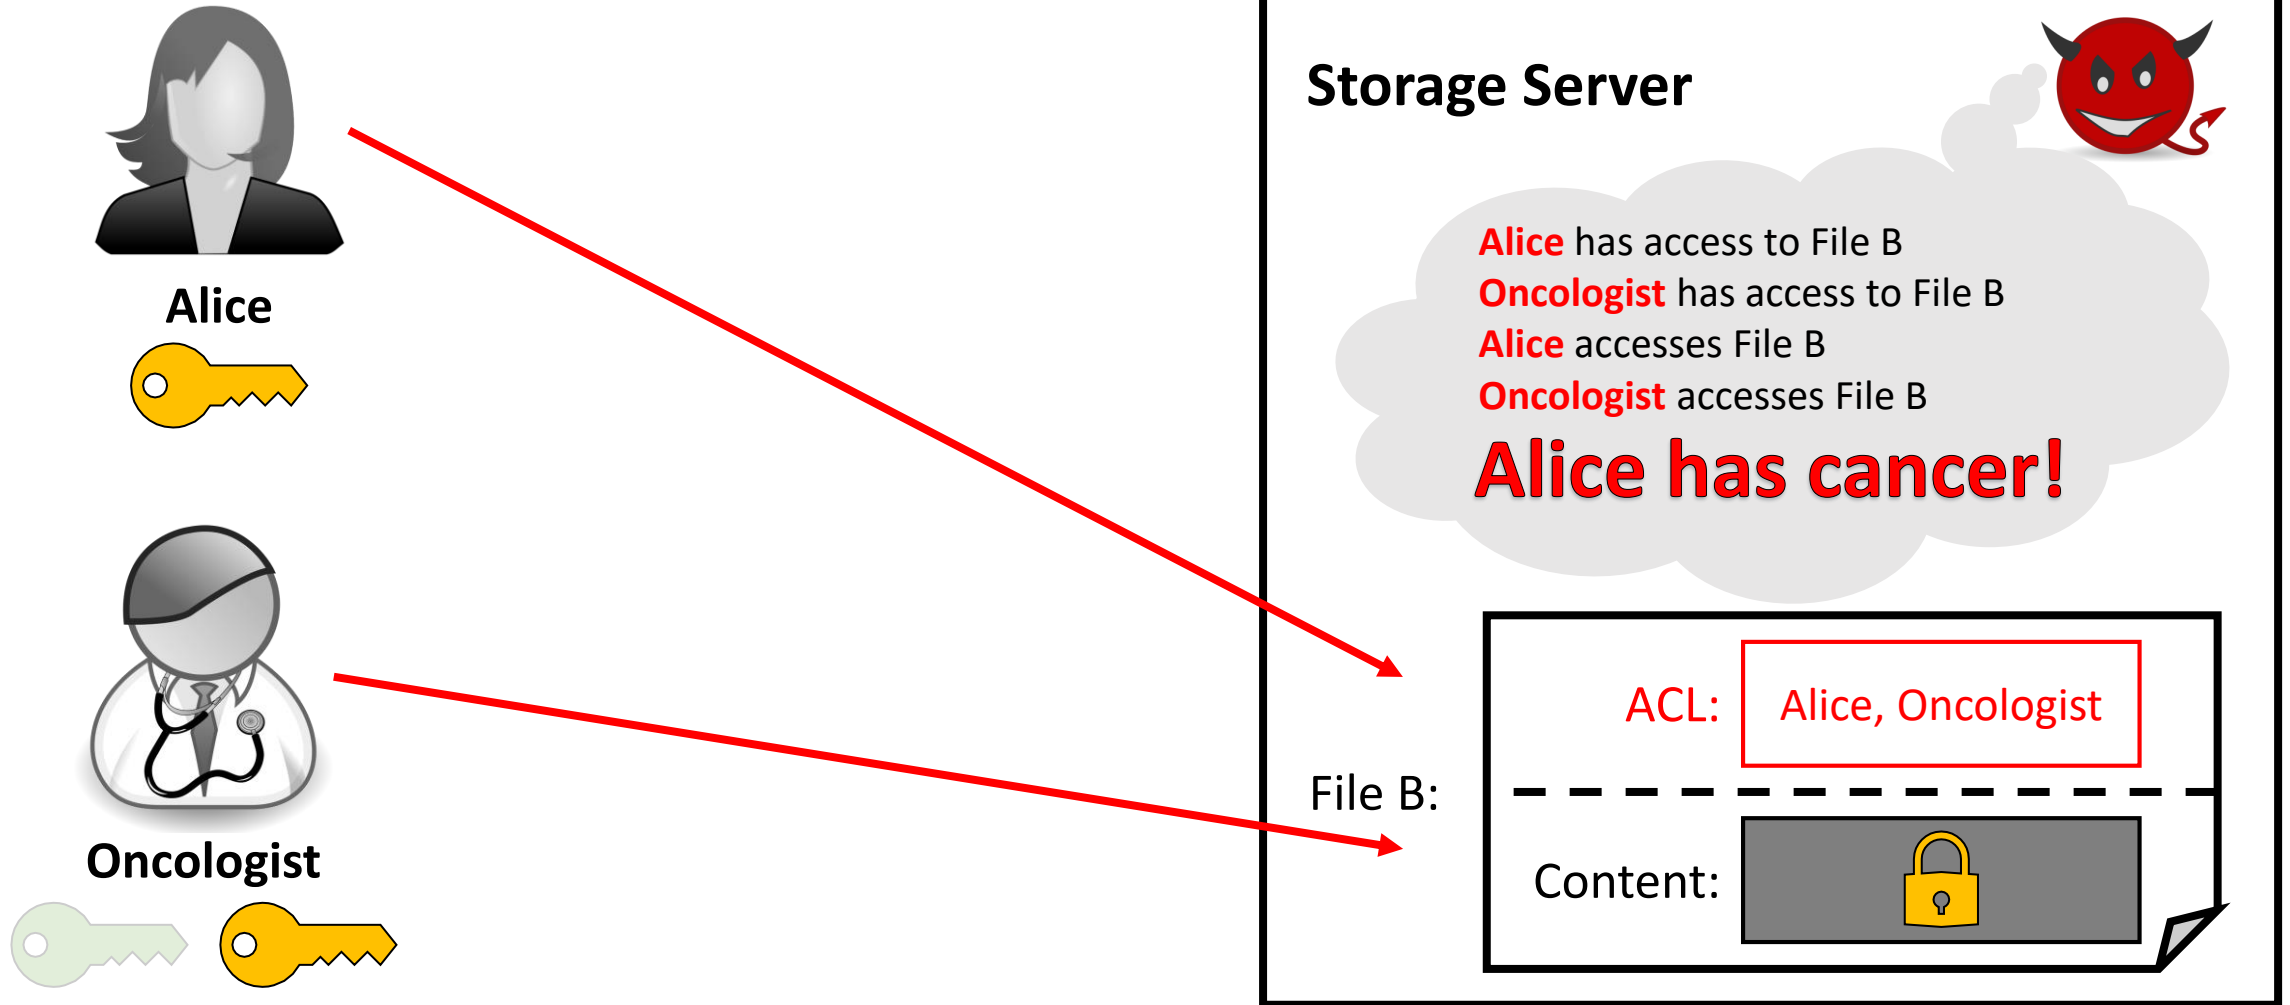 Storage Server
Alice has access to File B
Oncologist has access to File B
Alice accesses File B
Oncologist accesses File B
Alice has cancer!
Alice
Oncologist
File B:
ACL:
Alice, Oncologist
Content: